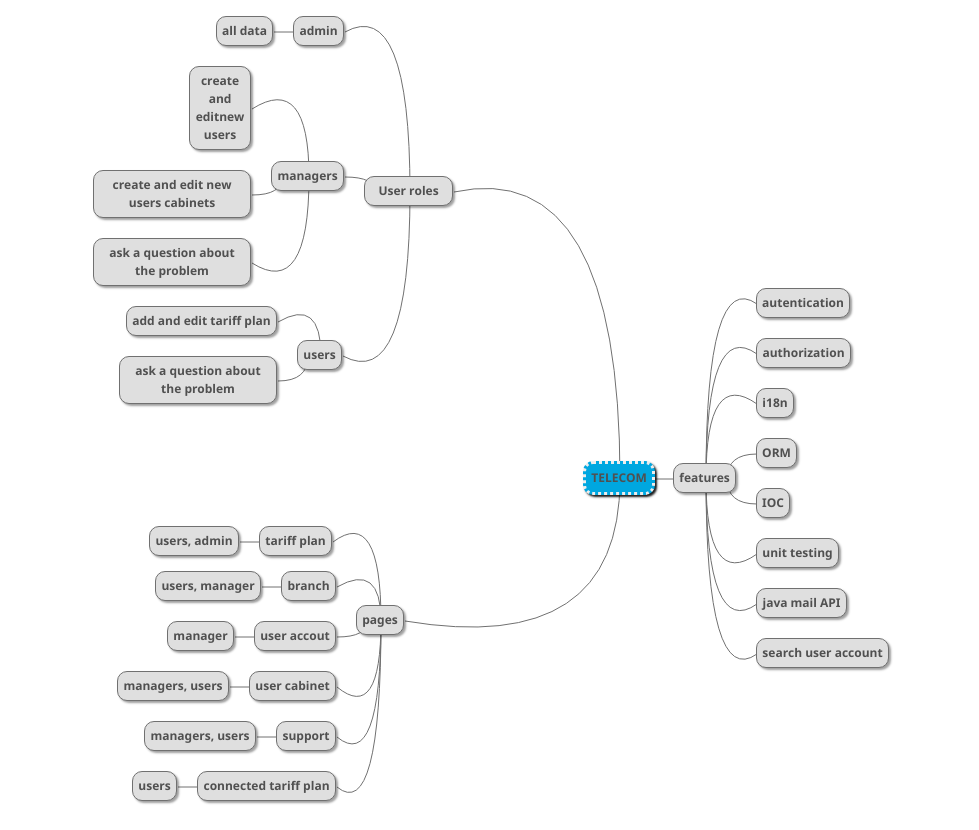 all data
admin
create
and
editnew
users
managers
create and edit new
users cabinets
User roles
ask a question about
the problem
add and edit tariff plan
users
ask a question about
the problem
TELECOM
features
autentication
authorization
i18n
ORM
IOC
unit testing
java mail API
search user account
users, admin
tariff plan
users, manager
branch
pages
manager
user accout
managers, users
user cabinet
managers, users
support
users
connected tariff plan